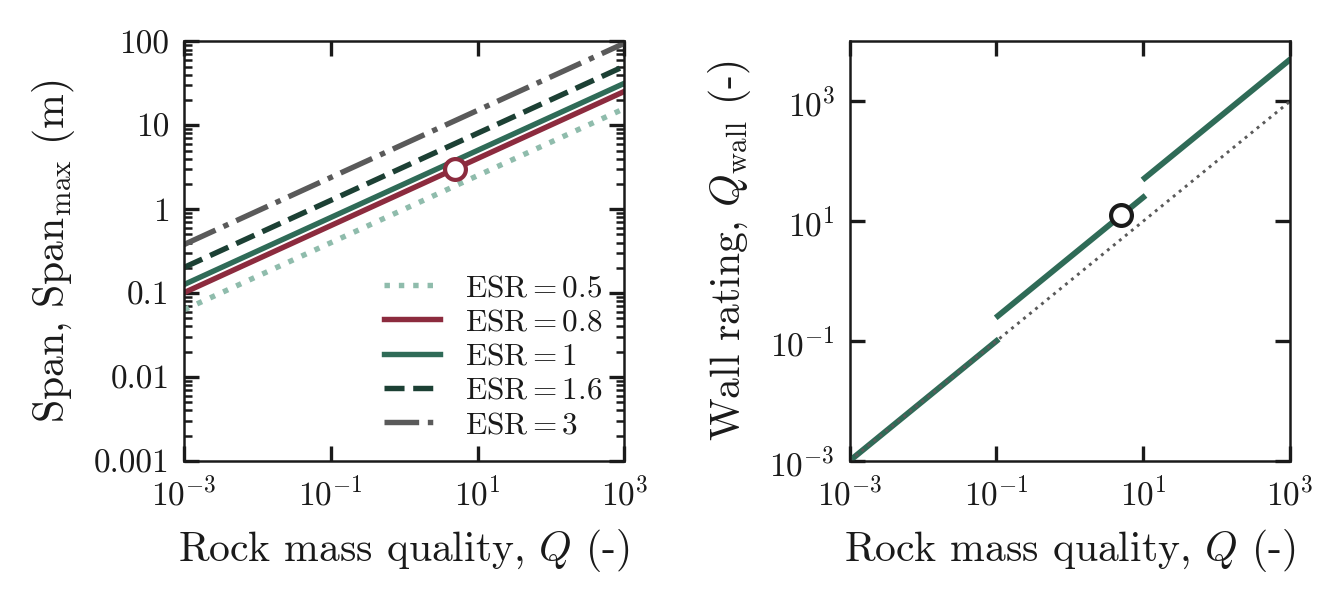 Span, Span_max (m)
100
10
1
0.1
0.01
0.001
ESR = 0.5
ESR = 0.8
ESR = 1
ESR = 1.6
ESR = 3
10^−3
10^−1
10^1
10^3
Rock mass quality, Q (-)
Wall rating, Q_wall (-)
10^3
10^1
10^−1
10^−3
10^−3
10^−1
10^1
10^3
Rock mass quality, Q (-)